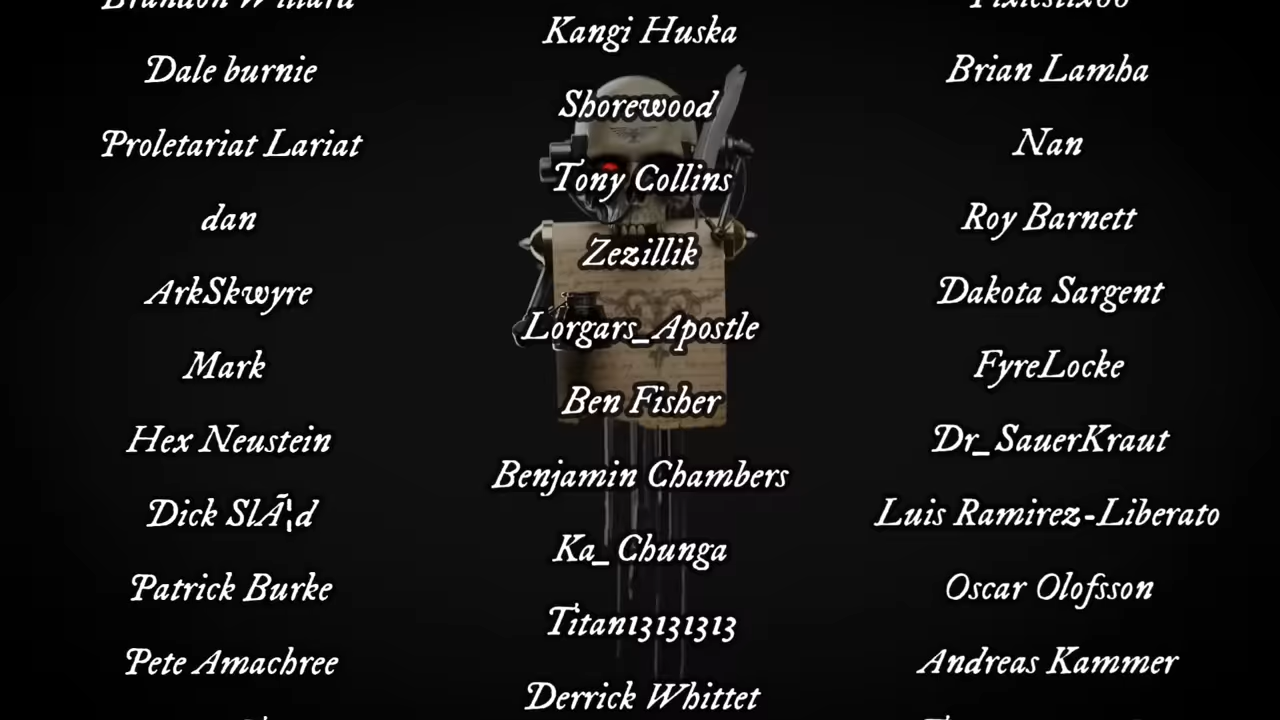 Brandon Willard
Dale burnie
Proletariat Lariat
dan
ArkSkwyre
Mark
Hex Neustein
Dick SlÃ¦d
Patrick Burke
Pete Amachree
Kangi Huska
Shorewood
Tony Collins
Zezillik
Lorgars_Apostle
Ben Fisher
Benjamin Chambers
Ka_Chunga
Titan13131313
Derrick Whittet
Brian Lamha
Nan
Roy Barnett
Dakota Sargent
FyreLocke
Dr_SauerKraut
Luis Ramirez-Liberato
Oscar Olofsson
Andreas Kammer